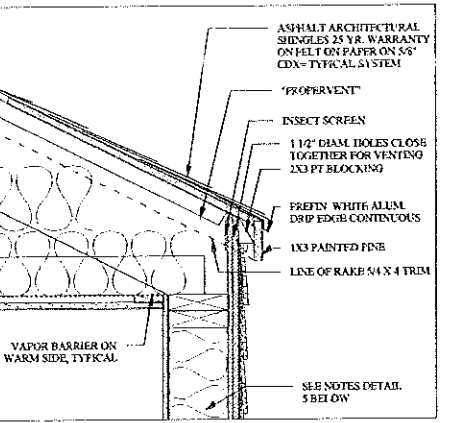 ASPHALT ARCHITECTURAL
SHINGLES 25 YR. WARRANTY
ON FELT ON PAPER ON 5/8"
CDX= TYPICAL SYSTEM
"PROPERVENT"
INSECT SCREEN
1 1/2" DIAM. HOLES CLOSE
TOGETHER FOR VENTING
2X3 PT BLOCKING
PREFIN. WHITE ALUM.
DRIP EDGE CONTINUOUS
1X3 PAINTED PINE
LINE OF RAKE 5/4 X 4 TRIM
VAPOR BARRIER ON
WARM SIDE, TYPICAL
SEE NOTES DETAIL
5 BELOW